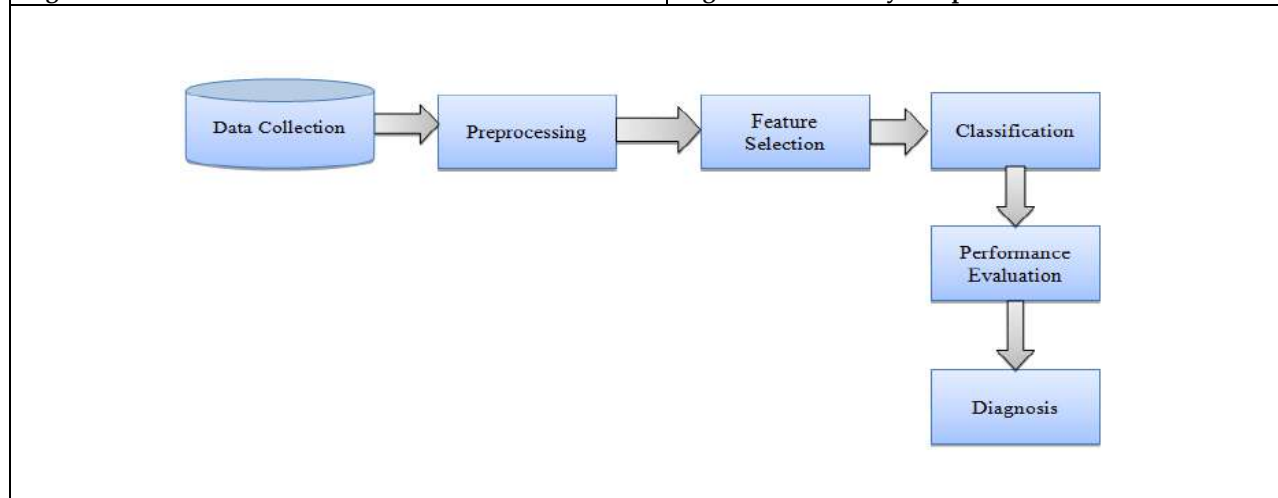 Data Collection
Preprocessing
Feature
Selection
Classification
Performance
Evaluation
Diagnosis